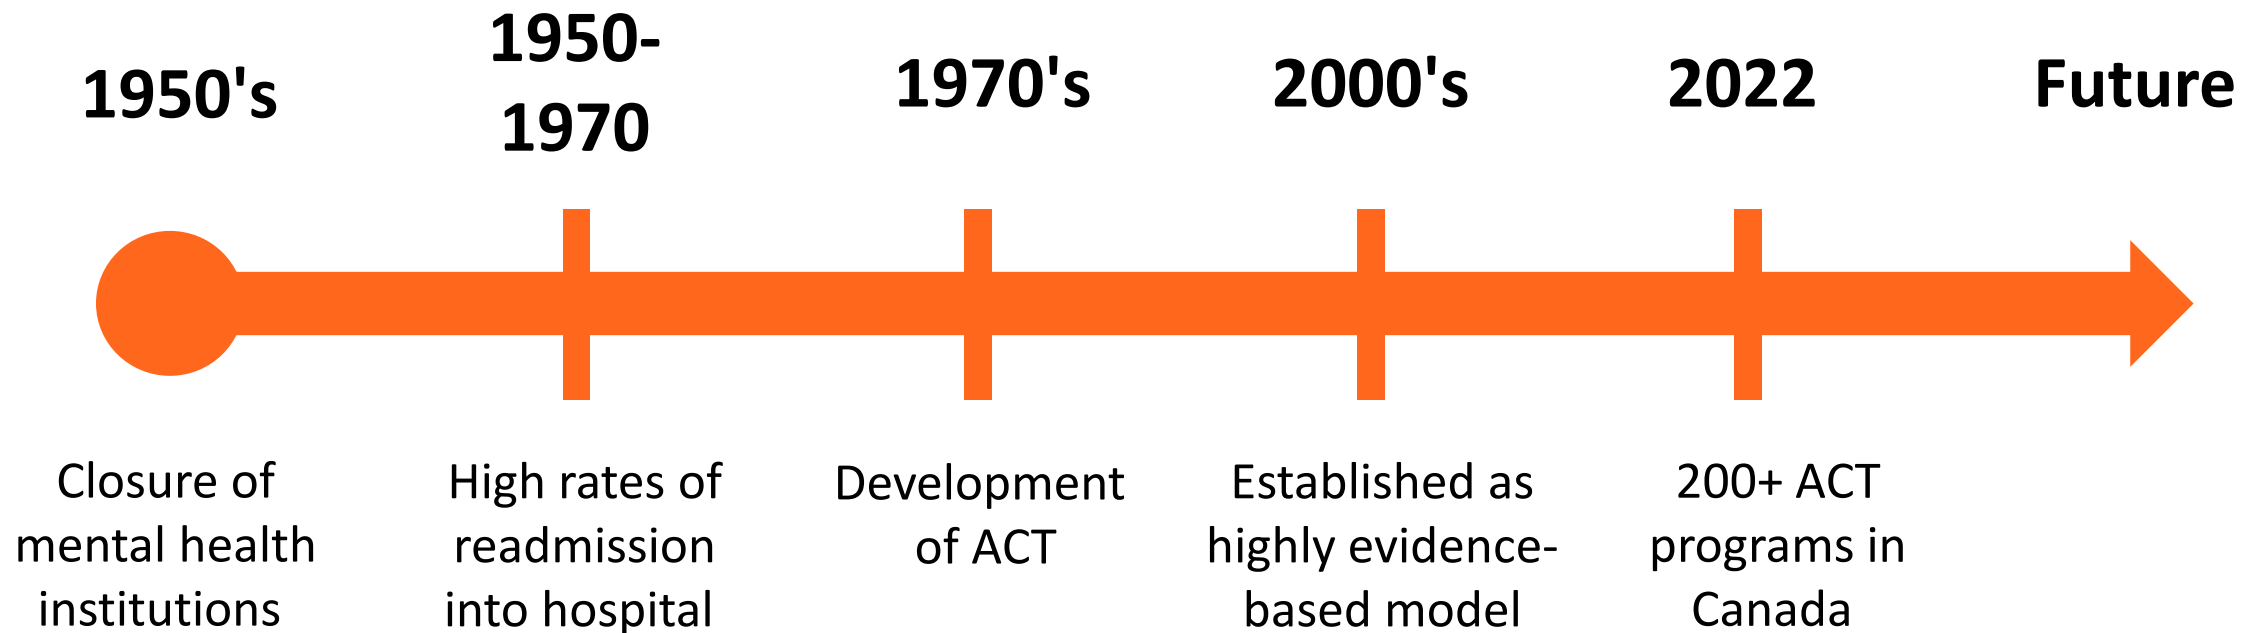 1950's
1950-
1970
1970's
2000's
2022
Future
Closure of
mental health
institutions
High rates of
readmission
into hospital
Development
of ACT
Established as
highly evidence-
based model
200+ ACT
programs in
Canada